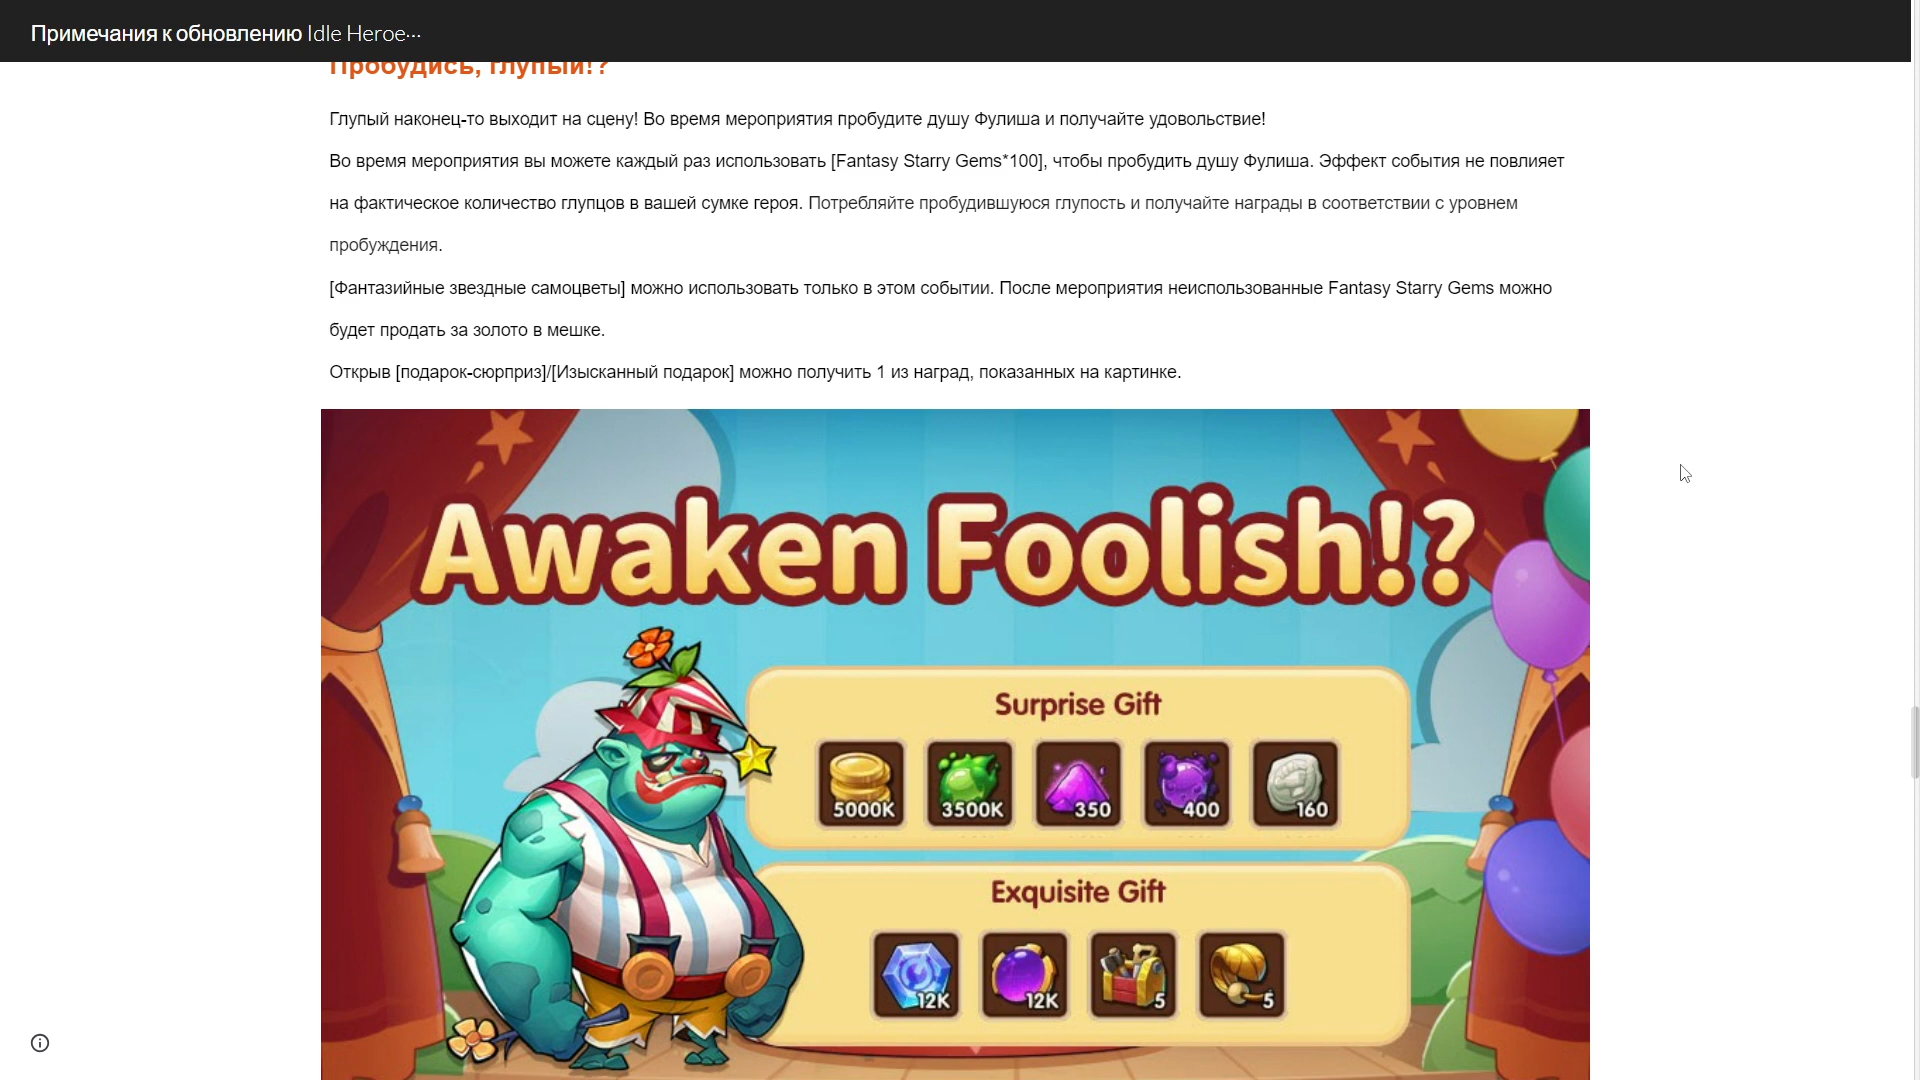 Примечания к обновлению Idle Heroe...
Пробудись, глупый!?
Глупый наконец-то выходит на сцену! Во время мероприятия пробудите душу Фулиша и получайте удовольствие!
Во время мероприятия вы можете каждый раз использовать [Fantasy Starry Gems*100], чтобы пробудить душу Фулиша. Эффект события не повлияет
на фактическое количество глупцов в вашей сумке героя. Потребляйте пробудившуюся глупость и получайте награды в соответствии с уровнем
пробуждения.
[Фантазийные звездные самоцветы] можно использовать только в этом событии. После мероприятия неиспользованные Fantasy Starry Gems можно
будет продать за золото в мешке.
Открыв [подарок-сюрприз]/[Изысканный подарок] можно получить 1 из наград, показанных на картинке.
Awaken Foolish!?
Surprise Gift
5000K 3500K 350 400 160
Exquisite Gift
12K 12K 5 5